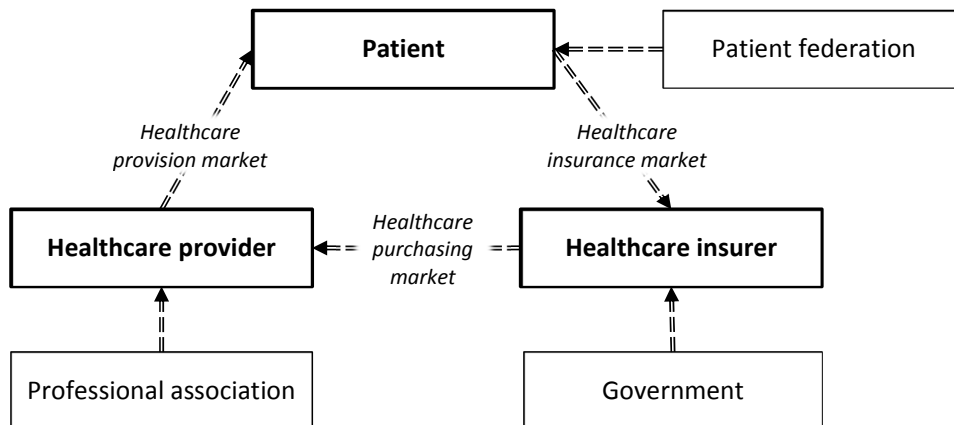 Patient
Patient federation
Healthcare
provision market
Healthcare
insurance market
Healthcare provider
Healthcare
purchasing
market
Healthcare insurer
Professional association
Government